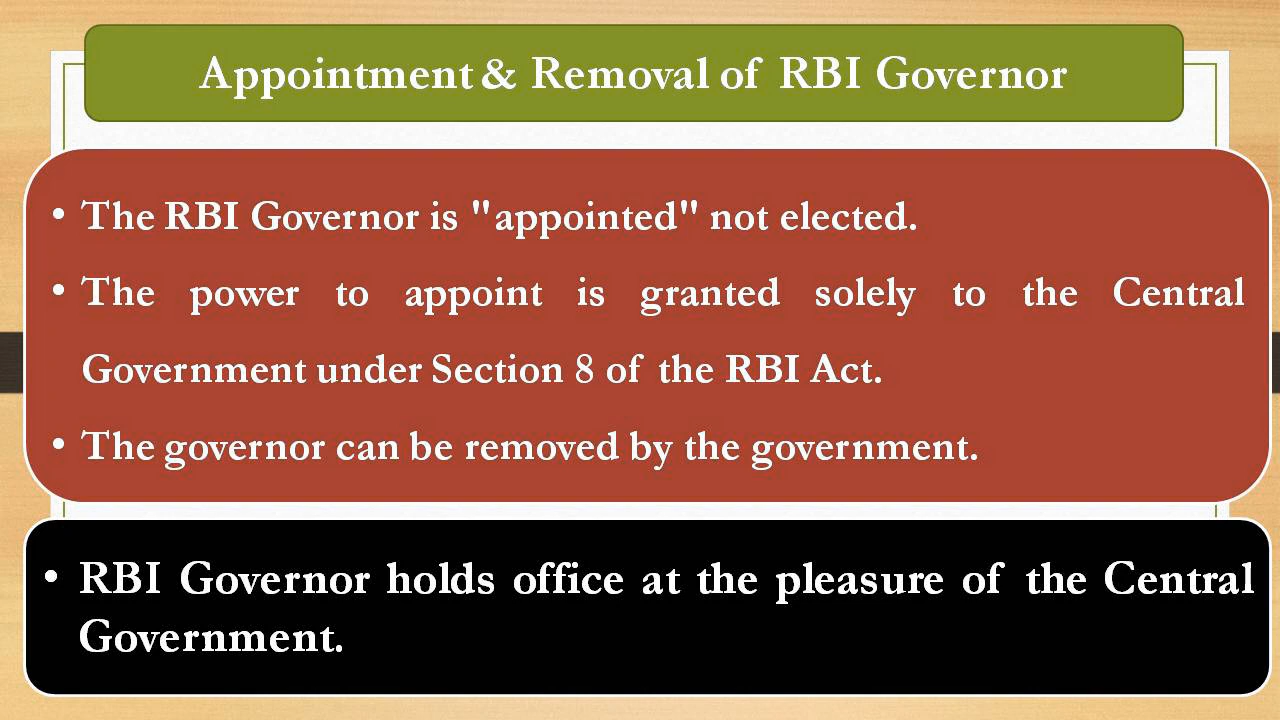 Appointment & Removal of RBI Governor
• The RBI Governor is "appointed" not elected.
• The power to appoint is granted solely to the Central
Government under Section 8 of the RBI Act.
• The governor can be removed by the government.
• RBI Governor holds office at the pleasure of the Central
Government.